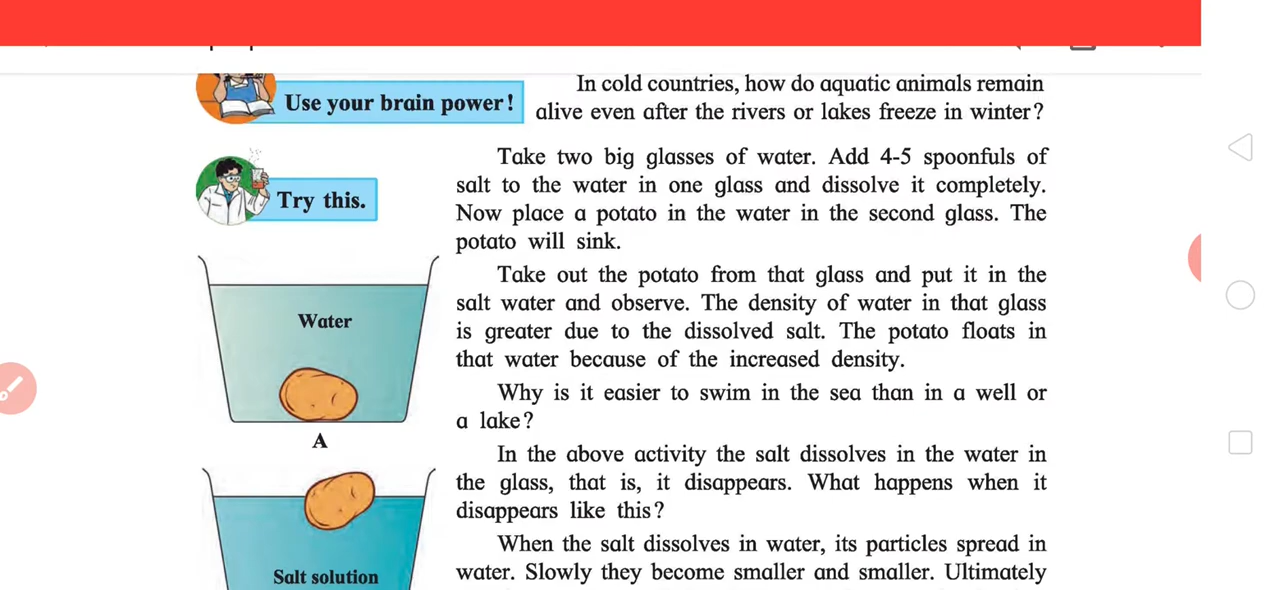 In cold countries, how do aquatic animals remain
Use your brain power!
alive even after the rivers or lakes freeze in winter?
Take two big glasses of water. Add 4-5 spoonfuls of
salt to the water in one glass and dissolve it completely.
Try this.
Now place a potato in the water in the second glass. The
potato will sink.
Take out the potato from that glass and put it in the
salt water and observe. The density of water in that glass
Water
is greater due to the dissolved salt. The potato floats in
that water because of the increased density.
Why is it easier to swim in the sea than in a well or
a lake?
A
In the above activity the salt dissolves in the water in
the glass, that is, it disappears. What happens when it
disappears like this?
When the salt dissolves in water, its particles spread in
Salt solution
water. Slowly they become smaller and smaller. Ultimately